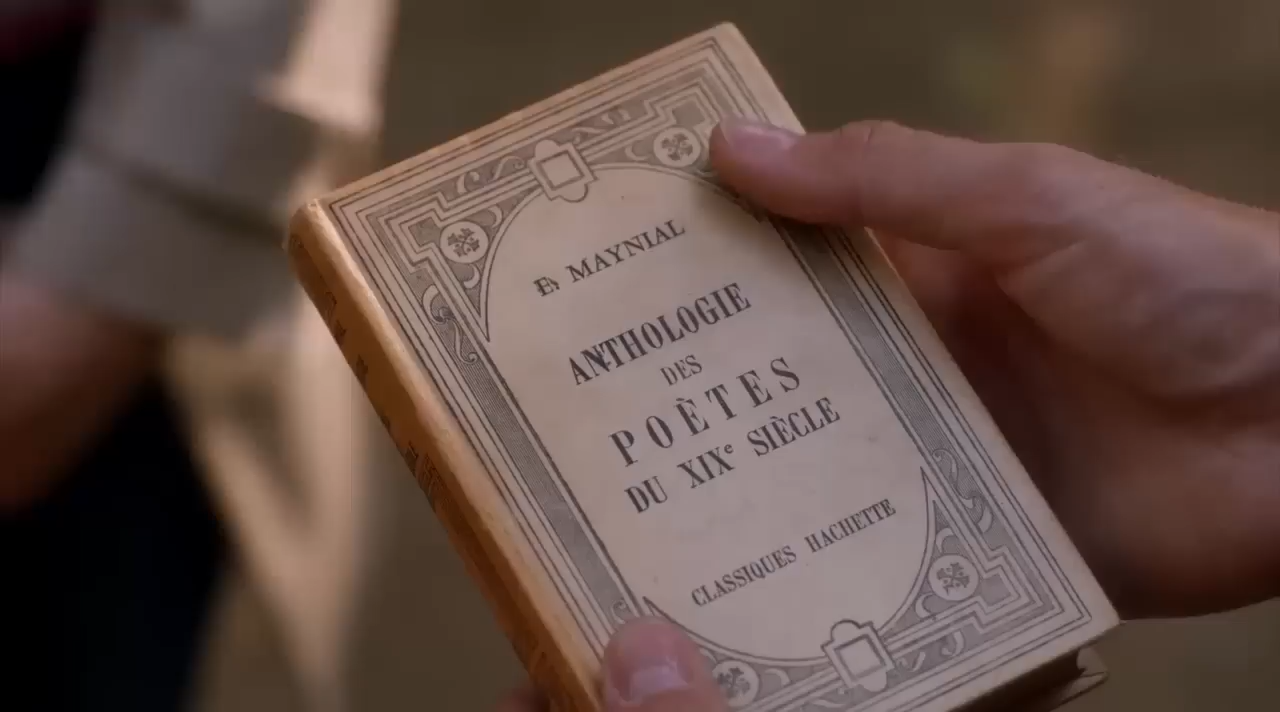 E. MAYNIAL
ANTHOLOGIE
DES
POÈTES
DU XIXe SIÈCLE
CLASSIQUES HACHETTE